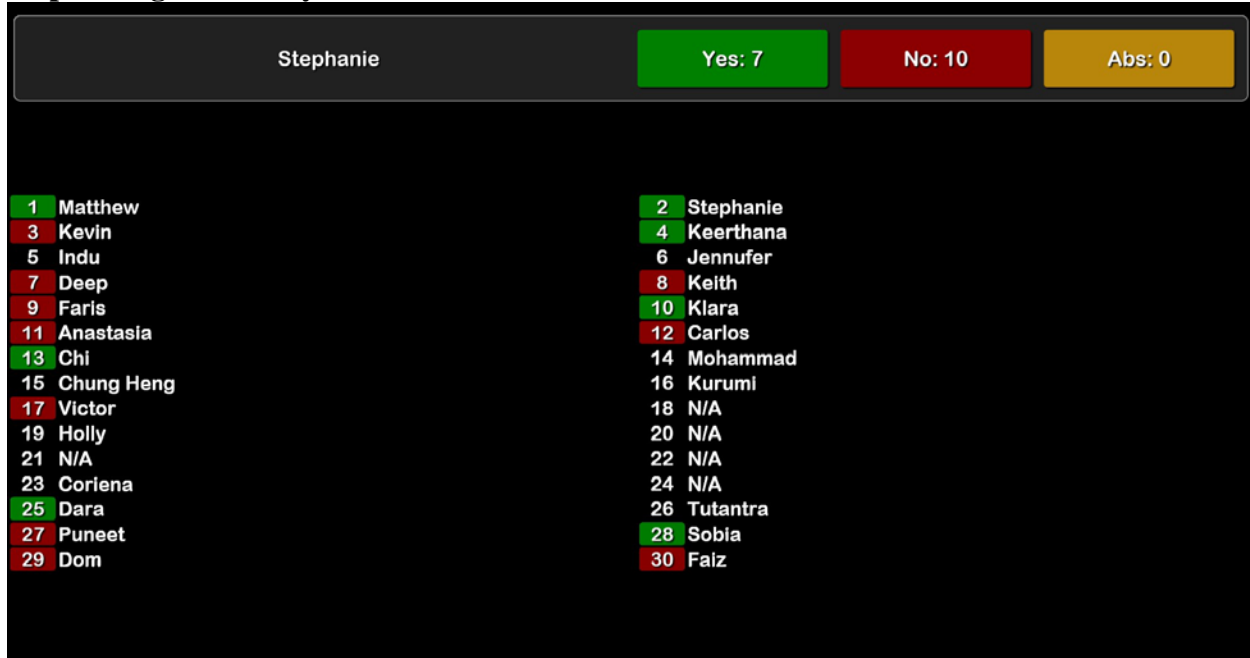 Stephanie Yes: 7 No: 10 Abs: 0
1 Matthew 2 Stephanie
3 Kevin 4 Keerthana
5 Indu 6 Jennufer
7 Deep 8 Keith
9 Faris 10 Klara
11 Anastasia 12 Carlos
13 Chi 14 Mohammad
15 Chung Heng 16 Kurumi
17 Victor 18 N/A
19 Holly 20 N/A
21 N/A 22 N/A
23 Coriena 24 N/A
25 Dara 26 Tutantra
27 Puneet 28 Sobia
29 Dom 30 Faiz